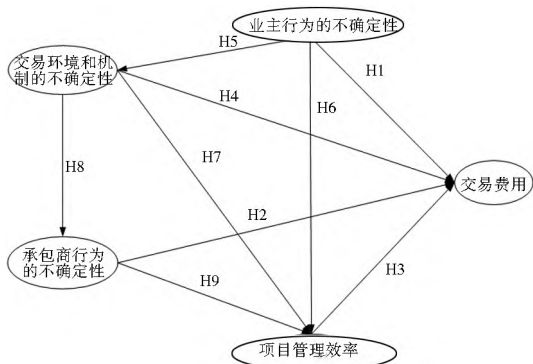 业主行为的不确定性
H5
交易环境和机
制的不确定性
H1
H4
H6
H7
H8
交易费用
H2
承包商行为
的不确定性
H3
H9
项目管理效率